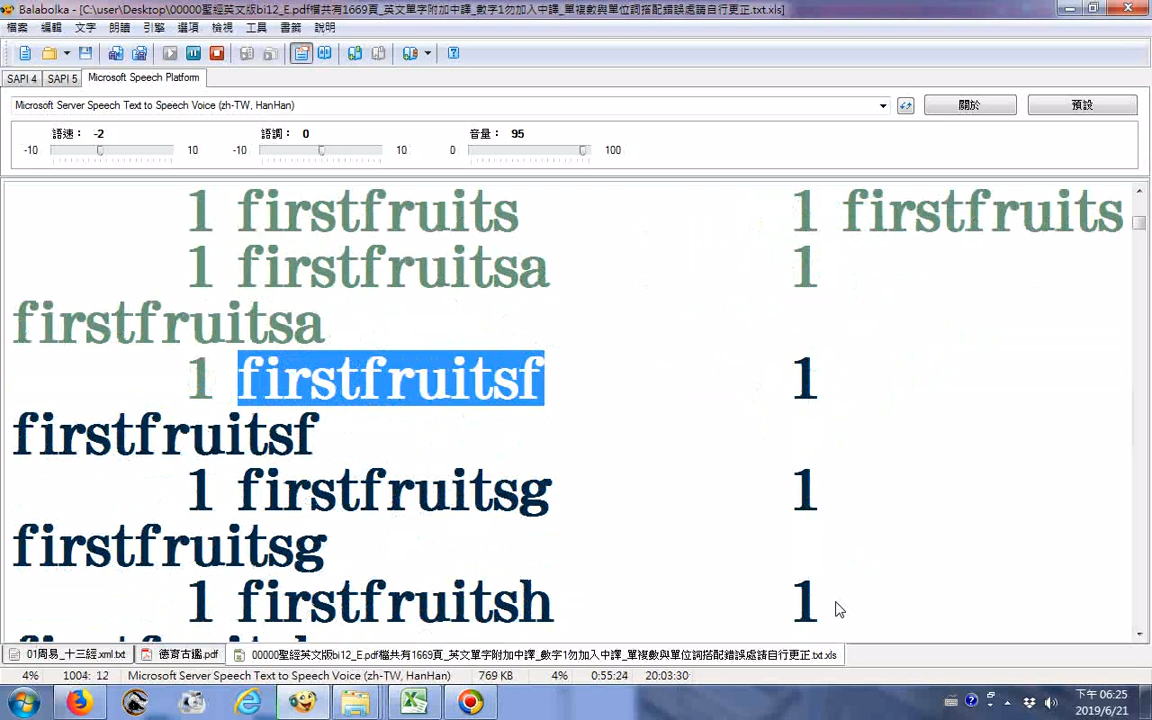 Balabolka - [C:\user\Desktop\00000聖經英文版bi12_E.pdf檔共有1669頁_英文單字附加中譯_數字1勿加入中譯_單複數與單位詞搭配錯誤處請自行更正.txt.xls]
檔案 編輯 文字 朗讀 引擎 選項 檢視 工具 書籤 說明
SAPI 4 SAPI 5 Microsoft Speech Platform
Microsoft Server Speech Text to Speech Voice (zh-TW, HanHan) 關於 預設
語速： -2 語調： 0 音量： 95
-10 10 -10 10 0 100
1 firstfruits 1 firstfruits
1 firstfruitsa 1
firstfruitsa
1 firstfruitsf 1
firstfruitsf
1 firstfruitsg 1
firstfruitsg
1 firstfruitsh 1
01周易_十三經.xml.txt 德育古鑑.pdf 00000聖經英文版bi12_E.pdf檔共有1669頁_英文單字附加中譯_數字1勿加入中譯_單複數與單位詞搭配錯誤處請自行更正.txt.xls
4% 1004: 12 Microsoft Server Speech Text to Speech Voice (zh-TW, HanHan) 769 KB 4% 0:55:24 20:03:30
下午 06:25
2019/6/21